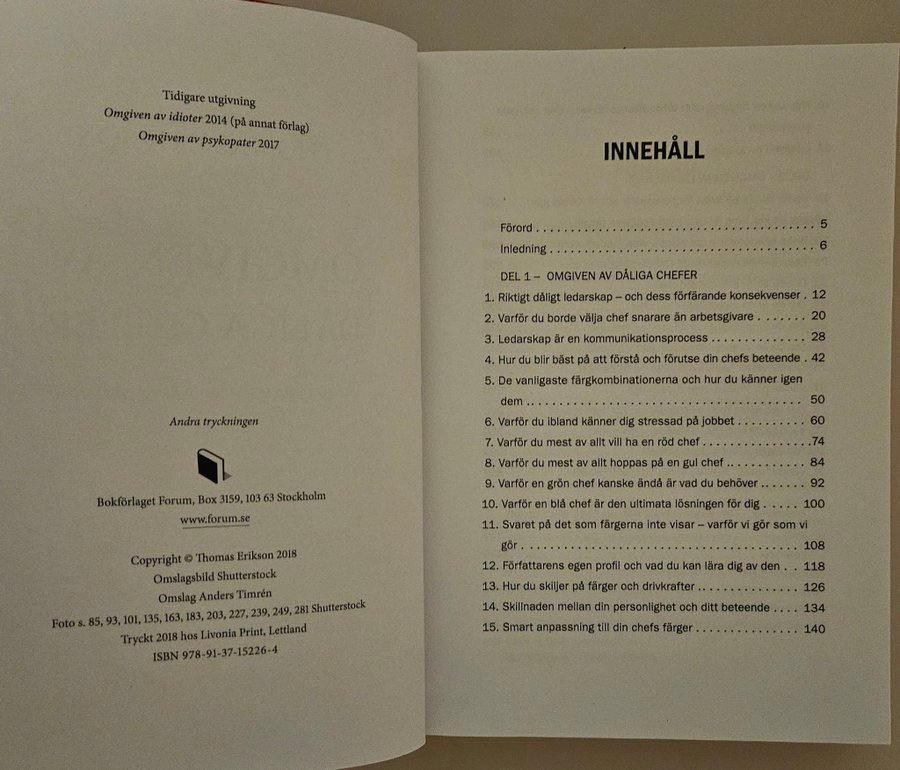 Tidigare utgivning
Omgiven av idioter 2014 (på annat förlag)
Omgiven av psykopater 2017
Andra tryckningen
Bokförlaget Forum, Box 3159, 103 63 Stockholm
www.forum.se
Copyright © Thomas Erikson 2018
Omslagsbild Shutterstock
Omslag Anders Timrén
Foto s. 85, 93, 101, 135, 163, 183, 203, 227, 239, 249, 281 Shutterstock
Tryckt 2018 hos Livonia Print, Lettland
ISBN 978-91-37-15226-4
INNEHÅLL
Förord . . . . . . . . . . . . . . . . . . . . . . . . . . . . . . . . . . . . . . . . 5
Inledning . . . . . . . . . . . . . . . . . . . . . . . . . . . . . . . . . . . . . . 6
DEL 1 – OMGIVEN AV DÅLIGA CHEFER
1. Riktigt dåligt ledarskap – och dess förfärande konsekvenser . 12
2. Varför du borde välja chef snarare än arbetsgivare . . . . . . . 20
3. Ledarskap är en kommunikationsprocess . . . . . . . . . . . . . . 28
4. Hur du blir bäst på att förstå och förutse din chefs beteende . 42
5. De vanligaste färgkombinationerna och hur du känner igen
dem . . . . . . . . . . . . . . . . . . . . . . . . . . . . . . . . . . . . . . . 50
6. Varför du ibland känner dig stressad på jobbet . . . . . . . . . . 60
7. Varför du mest av allt vill ha en röd chef . . . . . . . . . . . . . . . .74
8. Varför du mest av allt hoppas på en gul chef . . . . . . . . . . . . 84
9. Varför en grön chef kanske ändå är vad du behöver . . . . . . . 92
10. Varför en blå chef är den ultimata lösningen för dig . . . . . 100
11. Svaret på det som färgerna inte visar – varför vi gör som vi
gör . . . . . . . . . . . . . . . . . . . . . . . . . . . . . . . . . . . . . . . 108
12. Författarens egen profil och vad du kan lära dig av den . . 118
13. Hur du skiljer på färger och drivkrafter . . . . . . . . . . . . . . . 126
14. Skillnaden mellan din personlighet och ditt beteende . . . . 134
15. Smart anpassning till din chefs färger . . . . . . . . . . . . . . . 140